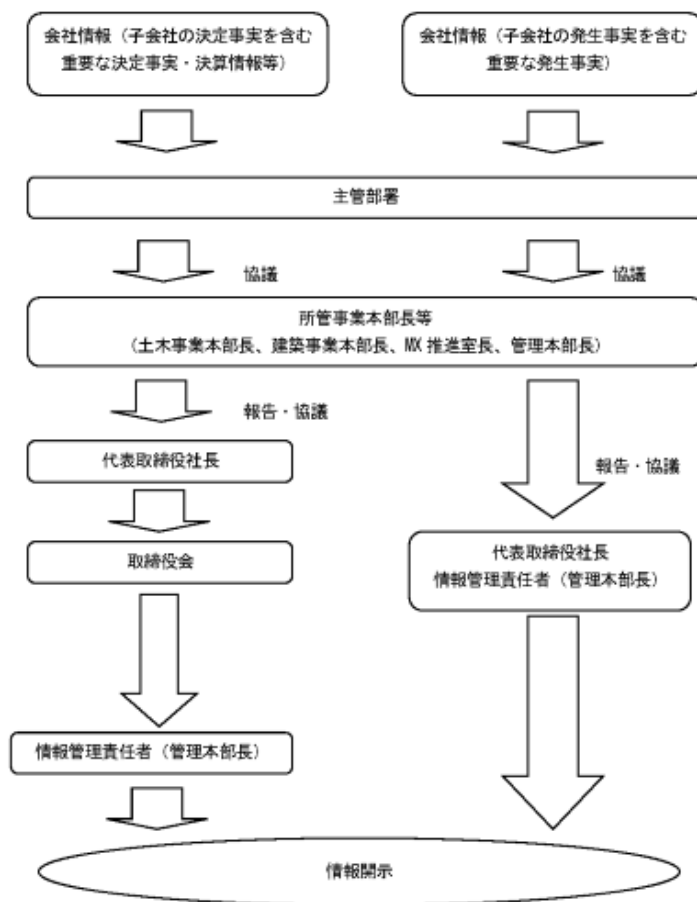 会社情報（子会社の決定事実を含む
重要な決定事実・決算情報等）
会社情報（子会社の発生事実を含む
重要な発生事実）
主管部署
協議
協議
所管事業本部長等
（土木事業本部長、建築事業本部長、MX 推進室長、管理本部長）
報告・協議
代表取締役社長
報告・協議
取締役会
代表取締役社長
情報管理責任者（管理本部長）
情報管理責任者（管理本部長）
情報開示